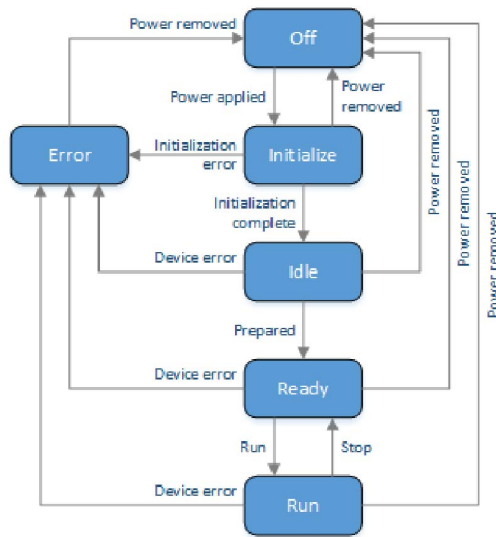 Power removed
Off
Power applied
Power
removed
Error
Initialization
error
Initialize
Initialization
complete
Power removed
Power removed
Power removed
Device error
Idle
Prepared
Device error
Ready
Run
Stop
Device error
Run